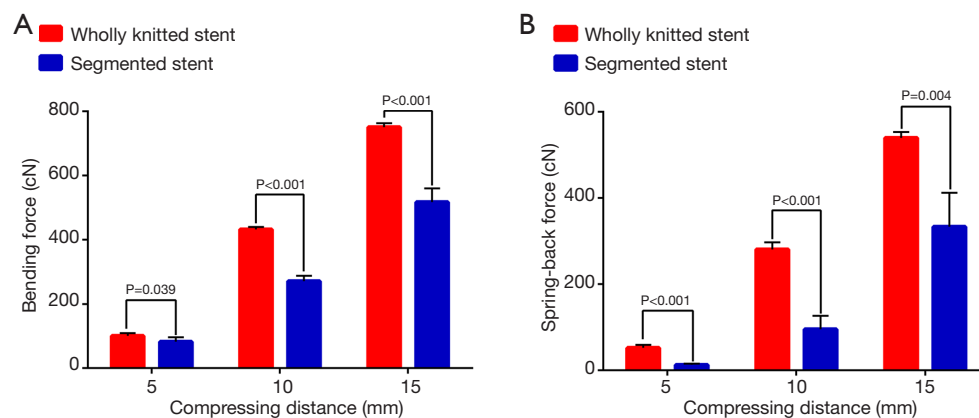 A
Wholly knitted stent
Segmented stent
Bending force (cN)
800
600
400
200
0
P=0.039
P<0.001
P<0.001
5
10
15
Compressing distance (mm)
B
Wholly knitted stent
Segmented stent
Spring-back force (cN)
600
400
200
0
P<0.001
P<0.001
P=0.004
5
10
15
Compressing distance (mm)